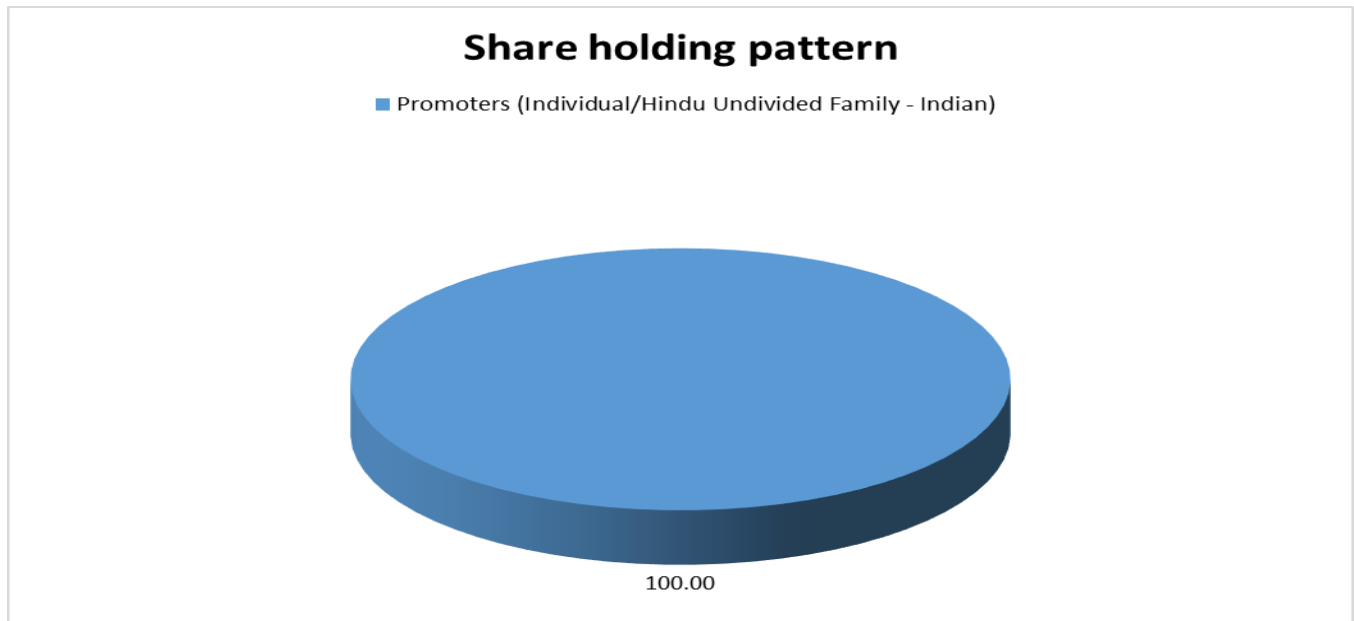 Share holding pattern
Promoters (Individual/Hindu Undivided Family - Indian)
100.00